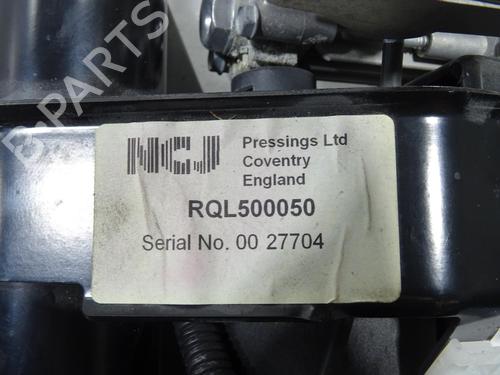 MCJ Pressings Ltd
Coventry
England
RQL500050
Serial No. 00 27704
B-PARTS